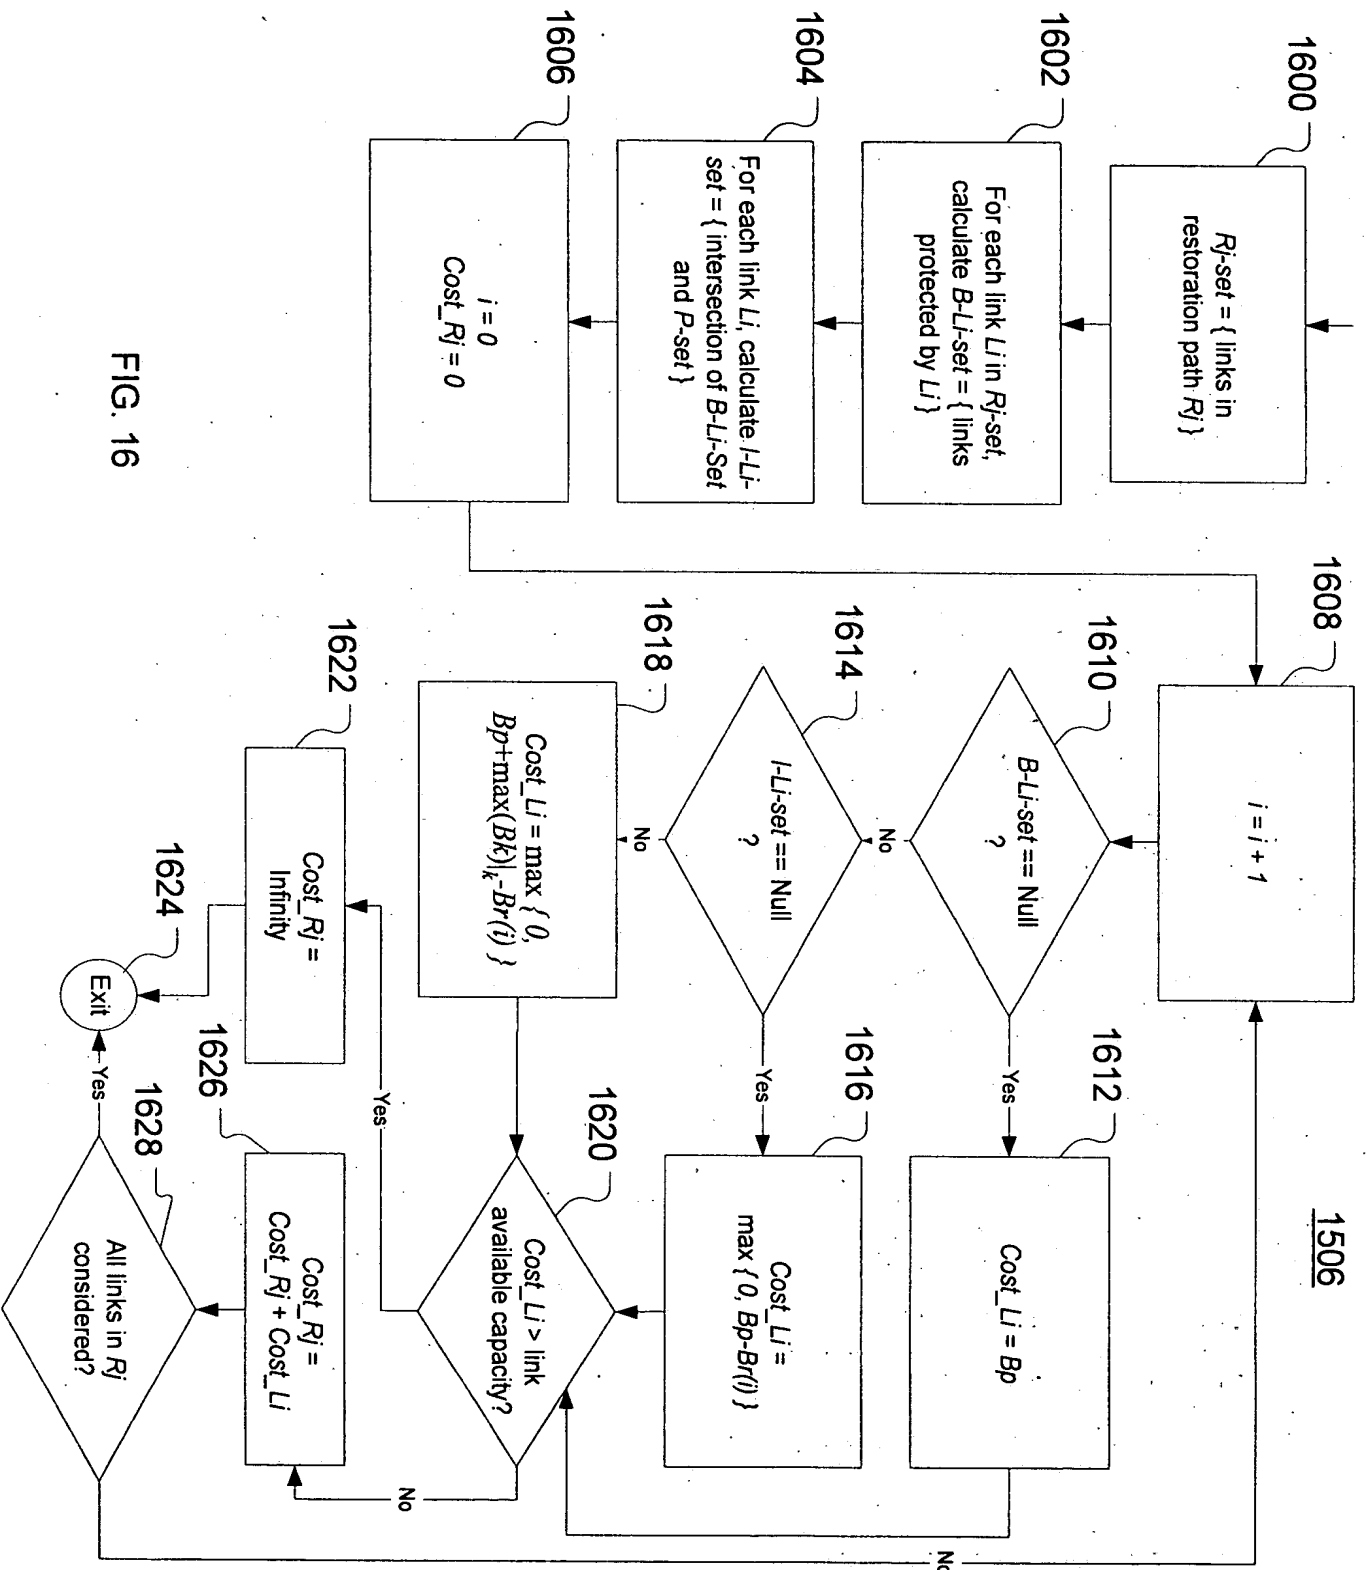 1506
1600
Rj-set = { links in
restoration path Rj }
1602
For each link Li in Rj-set,
calculate B-Li-set = { links
protected by Li }
1604
For each link Li, calculate I-Li-
set = { intersection of B-Li-Set
and P-set }
1606
i = 0
Cost_Rj = 0
1608
i = i + 1
1610
B-Li-set == Null
?
Yes
No
1612
Cost_Li = Bp
1614
I-Li-set == Null
?
Yes
No
1616
Cost_Li =
max { 0, Bp-Br(i) }
1618
Cost_Li = max { 0,
Bp+max(Bk)|k-Br(i) }
1620
Cost_Li > link
available capacity?
Yes
No
1622
Cost_Rj =
Infinity
1624
Exit
1626
Cost_Rj =
Cost_Rj + Cost_Li
1628
All links in Rj
considered?
Yes
No
FIG. 16